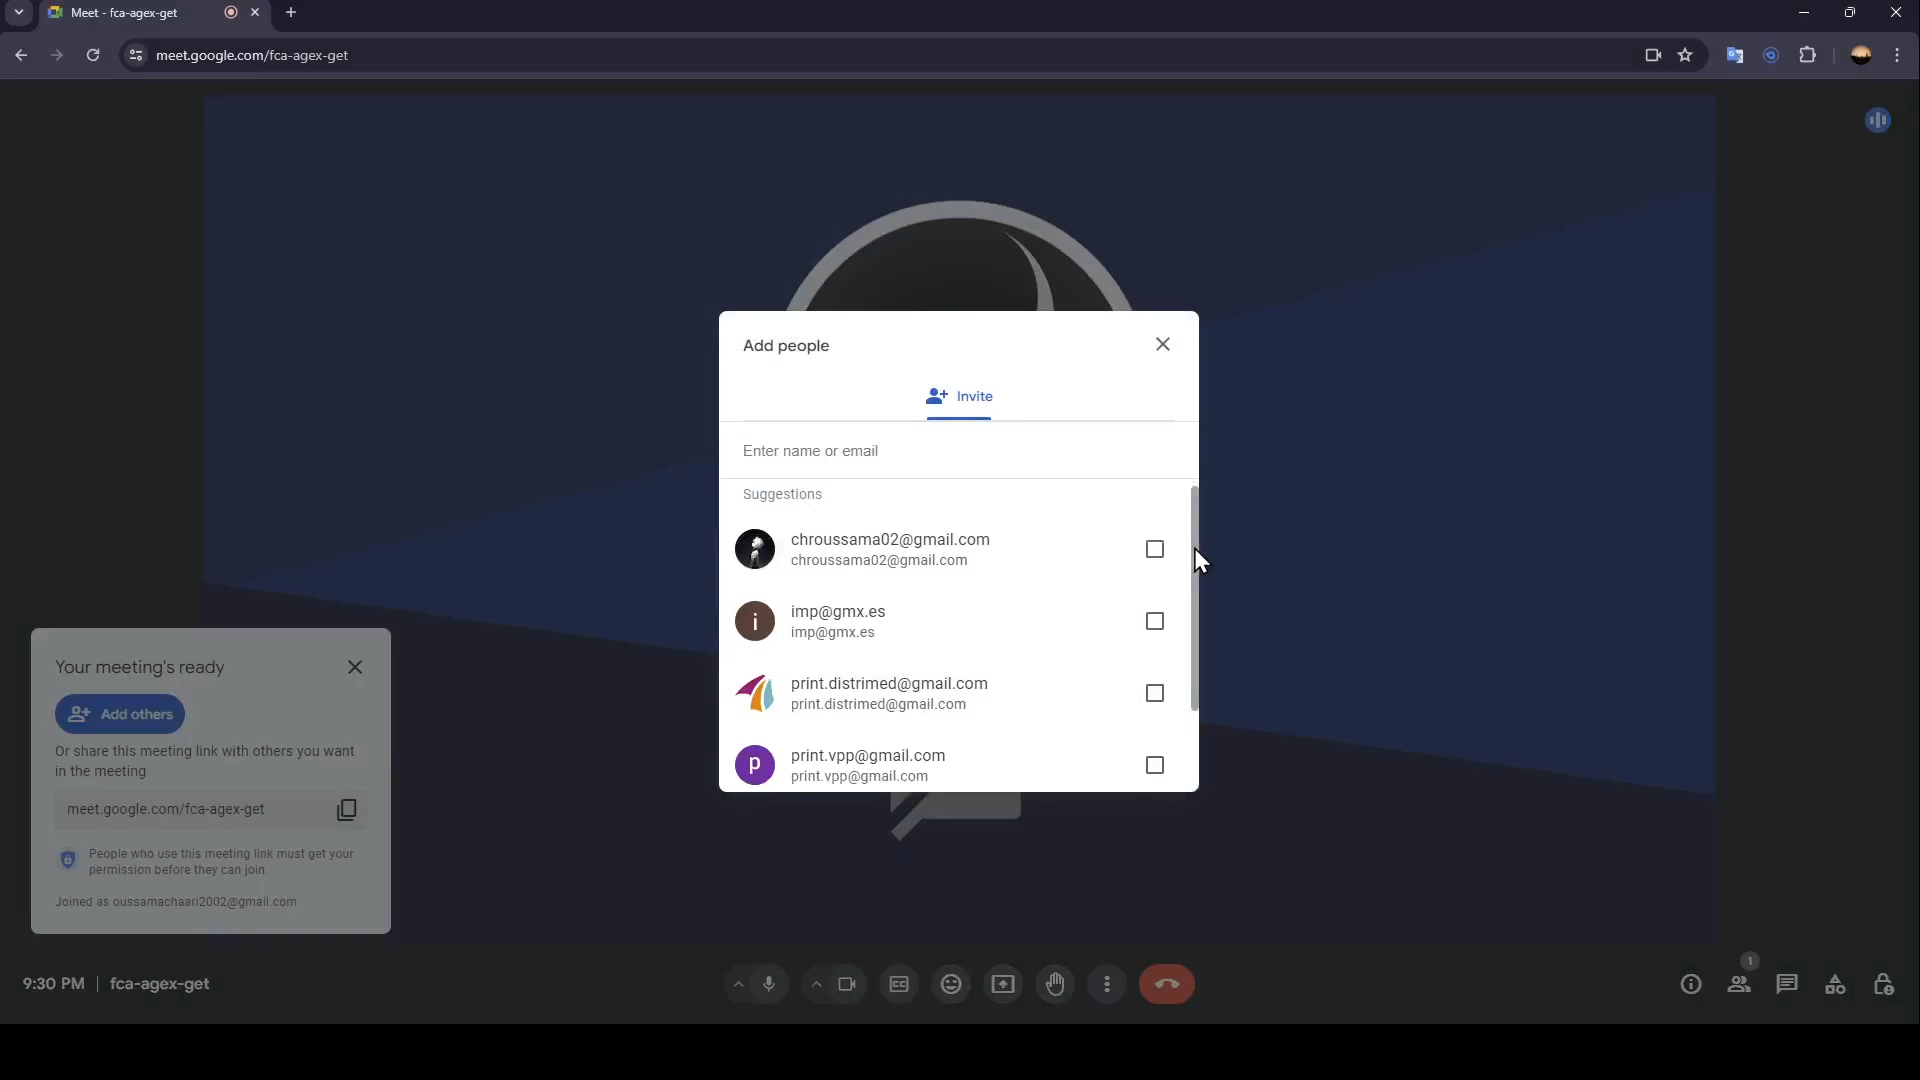 Meet - fca-agex-get
meet.google.com/fca-agex-get
Add people
Invite
Enter name or email
Suggestions
chroussama02@gmail.com
chroussama02@gmail.com
i
imp@gmx.es
imp@gmx.es
print.distrimed@gmail.com
print.distrimed@gmail.com
p
print.vpp@gmail.com
print.vpp@gmail.com
Your meeting's ready
Add others
Or share this meeting link with others you want
in the meeting
meet.google.com/fca-agex-get
People who use this meeting link must get your
permission before they can join.
Joined as oussamachaari2002@gmail.com
9:30 PM | fca-agex-get
CC
1